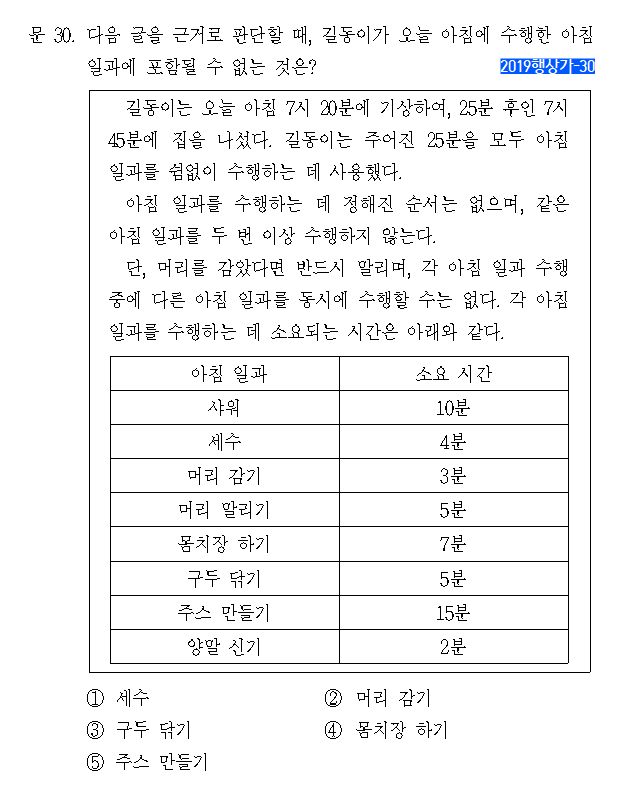 문 30. 다음 글을 근거로 판단할 때, 길동이가 오늘 아침에 수행한 아침
일과에 포함될 수 없는 것은? 2019행상가-30
길동이는 오늘 아침 7시 20분에 기상하여, 25분 후인 7시
45분에 집을 나섰다. 길동이는 주어진 25분을 모두 아침
일과를 쉼없이 수행하는 데 사용했다.
아침 일과를 수행하는 데 정해진 순서는 없으며, 같은
아침 일과를 두 번 이상 수행하지 않는다.
단, 머리를 감았다면 반드시 말리며, 각 아침 일과 수행
중에 다른 아침 일과를 동시에 수행할 수는 없다. 각 아침
일과를 수행하는 데 소요되는 시간은 아래와 같다.
아침 일과 소요 시간
샤워 10분
세수 4분
머리 감기 3분
머리 말리기 5분
몸치장 하기 7분
구두 닦기 5분
주스 만들기 15분
양말 신기 2분
① 세수 ② 머리 감기
③ 구두 닦기 ④ 몸치장 하기
⑤ 주스 만들기